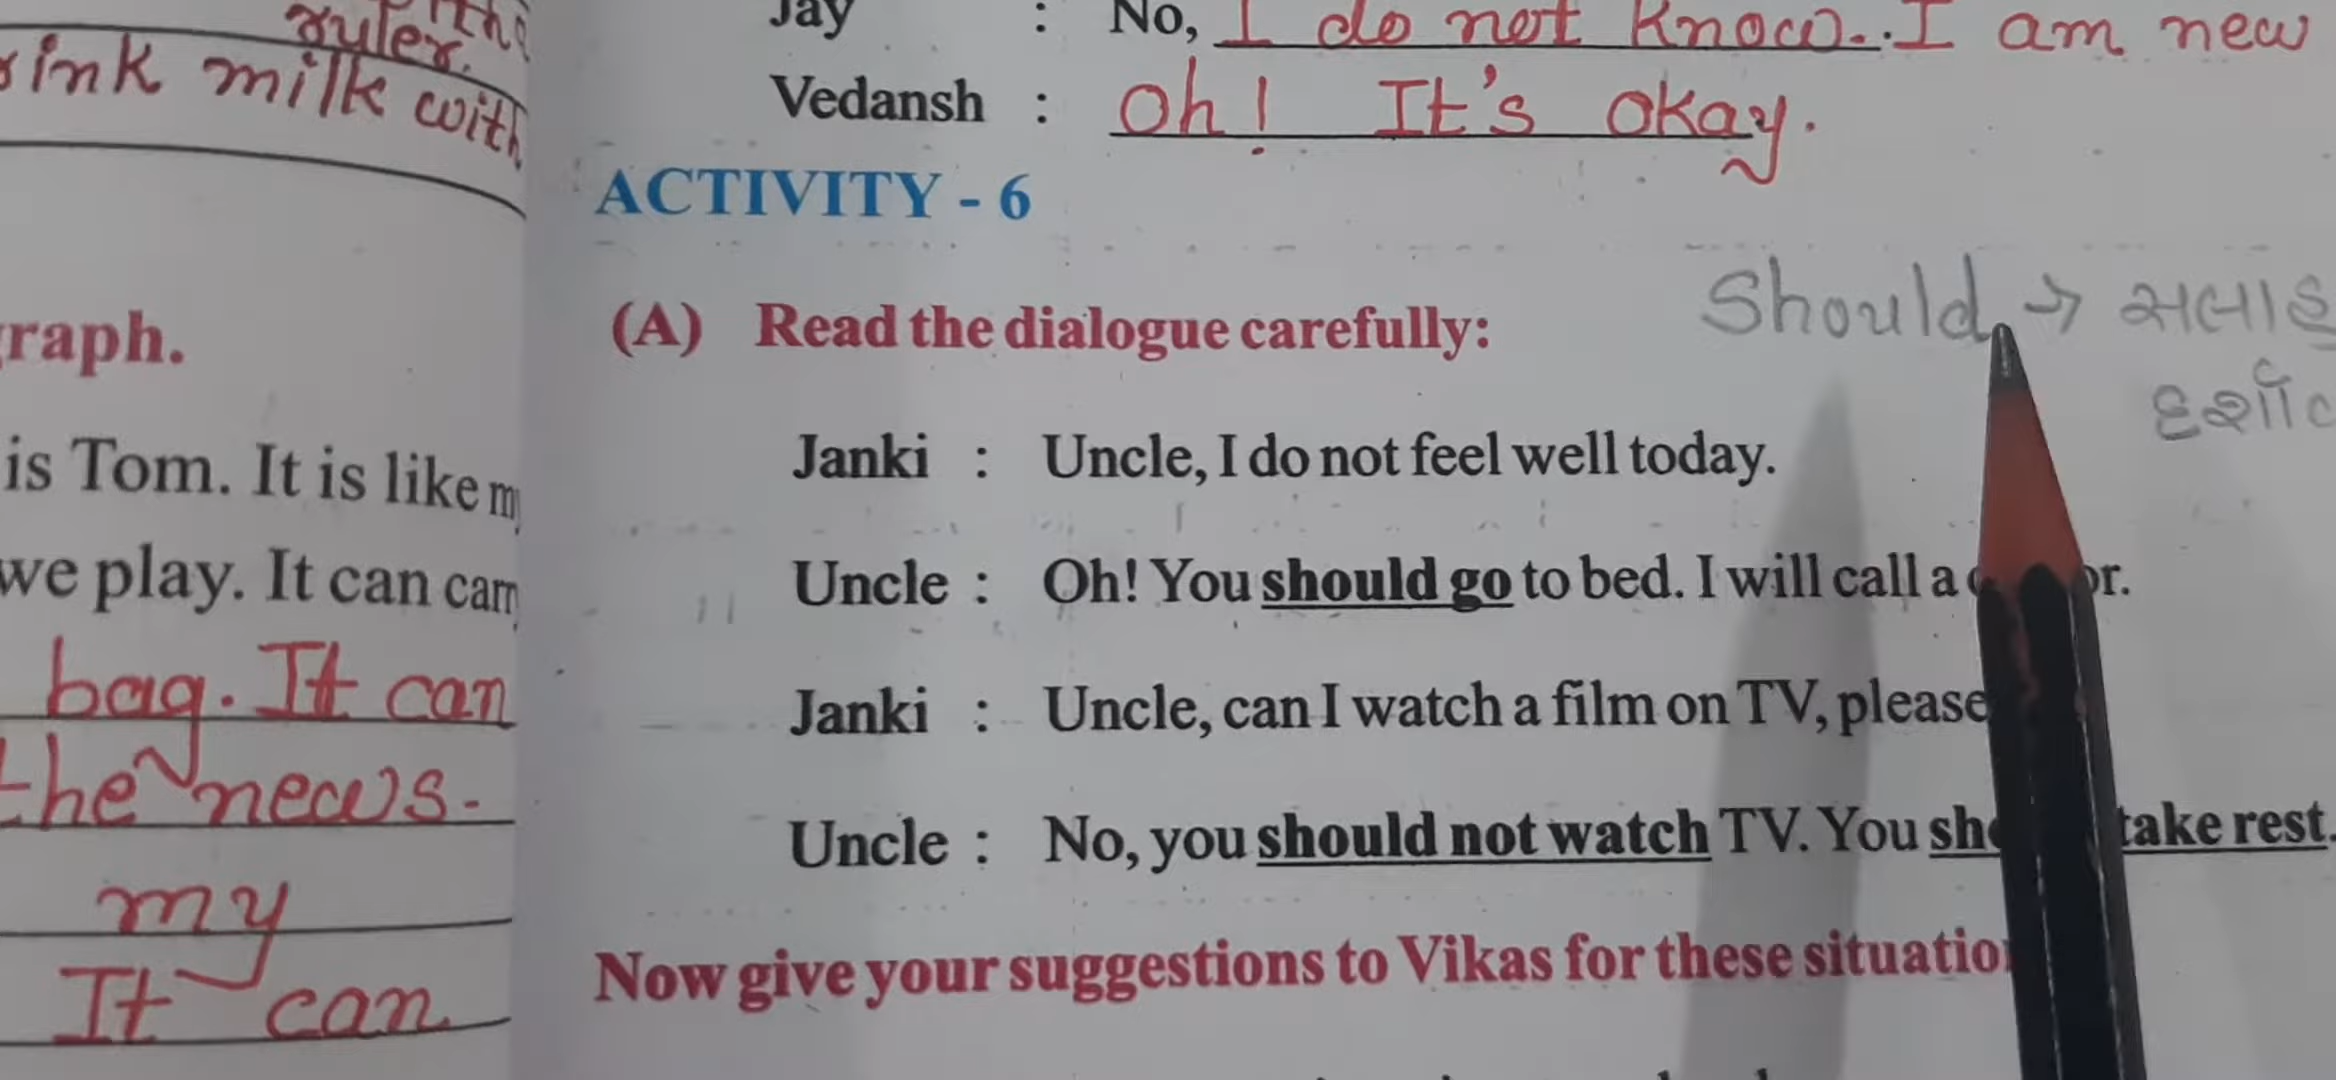 ruler.
milk with
raph.
is Tom. It is like
we play. It can
bag. It can
the news.
my
It can
Jay : No, I do not know. I am new
Vedansh : Oh! It's okay.
ACTIVITY - 6
Should → સલાહ
(A) Read the dialogue carefully:
Janki : Uncle, I do not feel well today.
Uncle : Oh! You should go to bed. I will call a
Janki : Uncle, can I watch a film on TV, please
Uncle : No, you should not watch TV. You take rest.
Now give your suggestions to Vikas for these